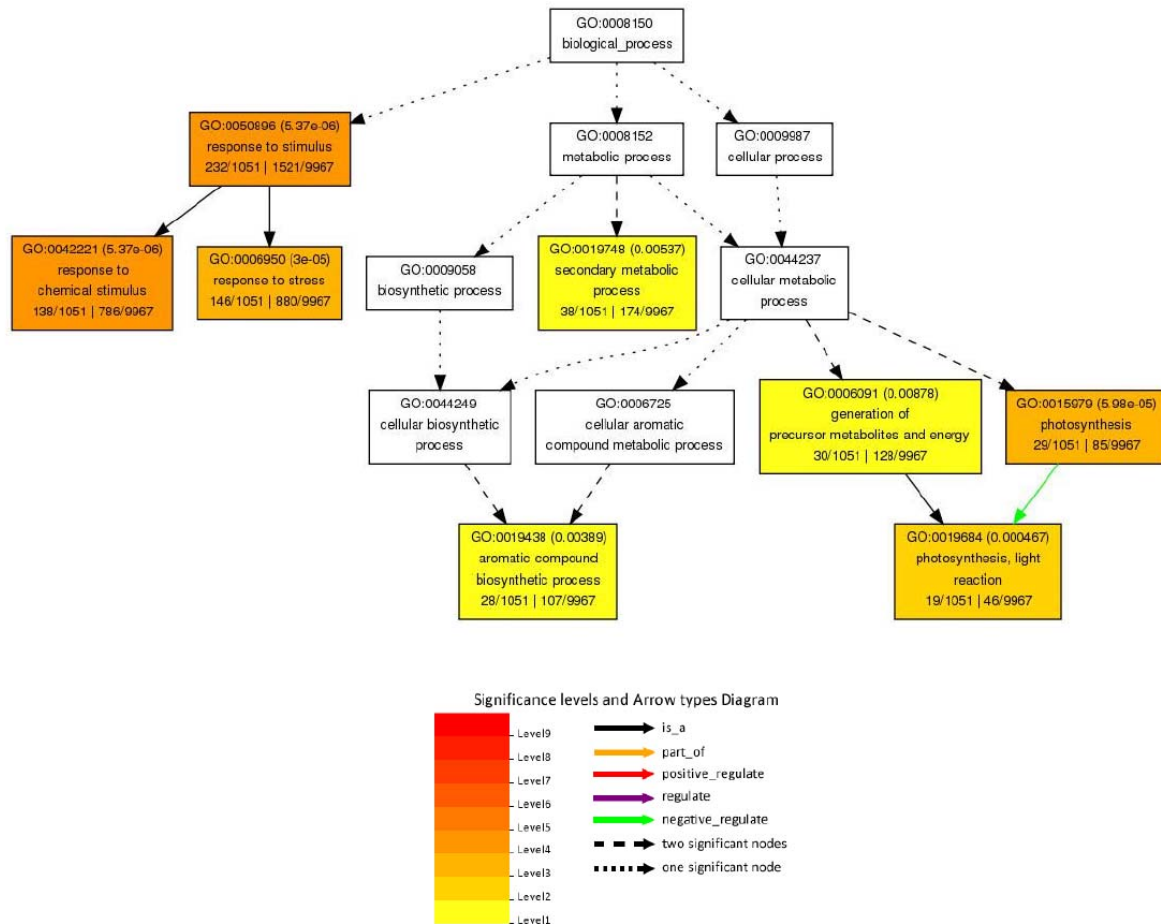 GO:0008150
biological_process
GO:0050896 (5.37e-06)
response to stimulus
232/1051 | 1521/9967
GO:0008152
metabolic process
GO:0009987
cellular process
GO:0042221 (5.37e-06)
response to
chemical stimulus
138/1051 | 786/9967
GO:0006950 (3e-05)
response to stress
146/1051 | 880/9967
GO:0009058
biosynthetic process
GO:0019748 (0.00537)
secondary metabolic
process
38/1051 | 174/9967
GO:0044237
cellular metabolic
process
GO:0044249
cellular biosynthetic
process
GO:0006725
cellular aromatic
compound metabolic process
GO:0006091 (0.00878)
generation of
precursor metabolites and energy
30/1051 | 128/9967
GO:0015979 (5.98e-05)
photosynthesis
29/1051 | 85/9967
GO:0019438 (0.00389)
aromatic compound
biosynthetic process
28/1051 | 107/9967
GO:0019684 (0.000467)
photosynthesis, light
reaction
19/1051 | 46/9967
Significance levels and Arrow types Diagram
Level9
Level8
Level7
Level6
Level5
Level4
Level3
Level2
Level1
is_a
part_of
positive_regulate
regulate
negative_regulate
two significant nodes
one significant node